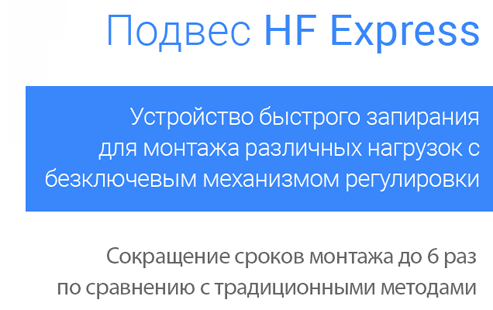 Подвес HF Express
Устройство быстрого запирания
для монтажа различных нагрузок с
безключевым механизмом регулировки
Сокращение сроков монтажа до 6 раз
по сравнению с традиционными методами